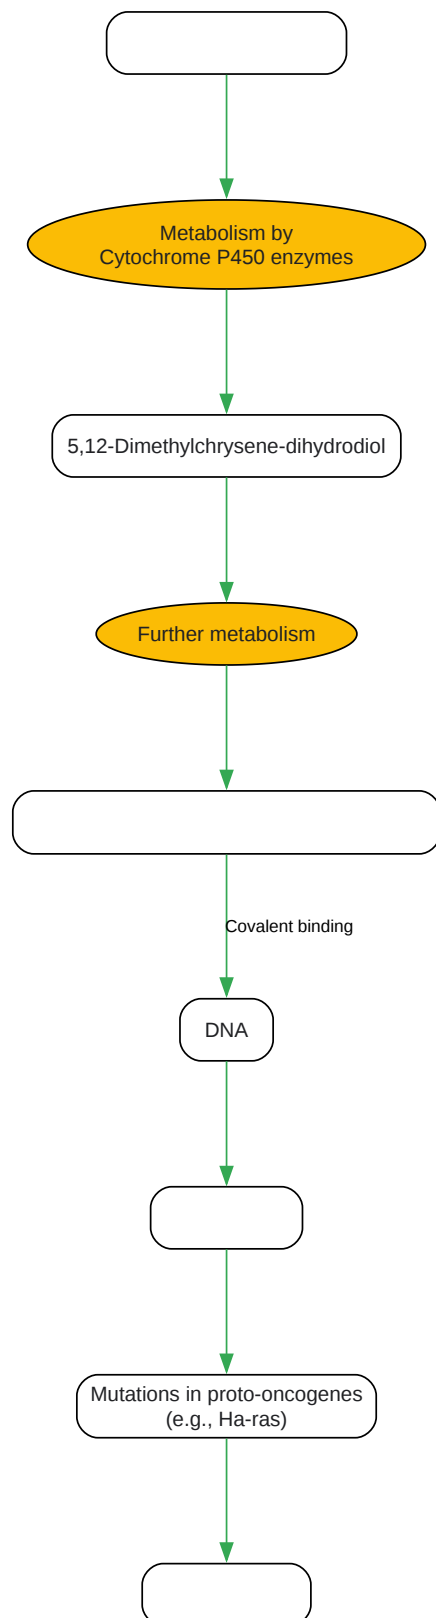 Metabolism by
Cytochrome P450 enzymes
5,12-Dimethylchrysene-dihydrodiol
Further metabolism
Covalent binding
DNA
Mutations in proto-oncogenes
(e.g., Ha-ras)